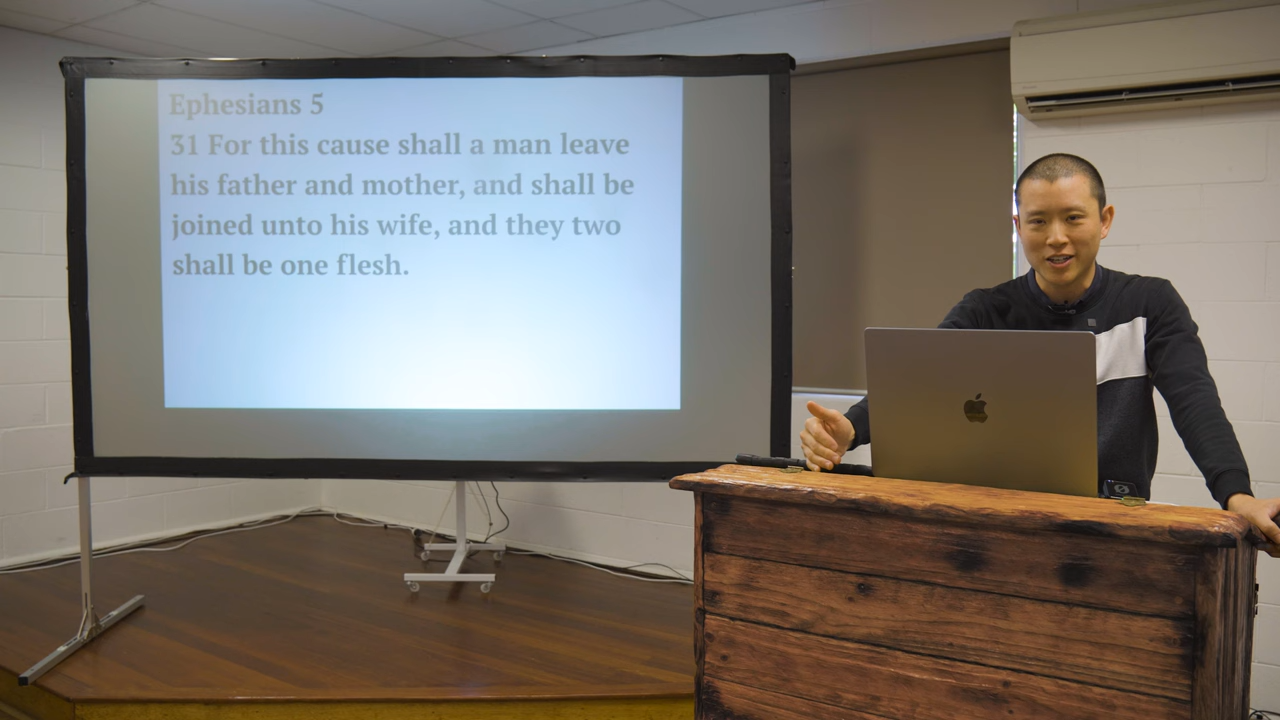 Ephesians 5
31 For this cause shall a man leave
his father and mother, and shall be
joined unto his wife, and they two
shall be one flesh.